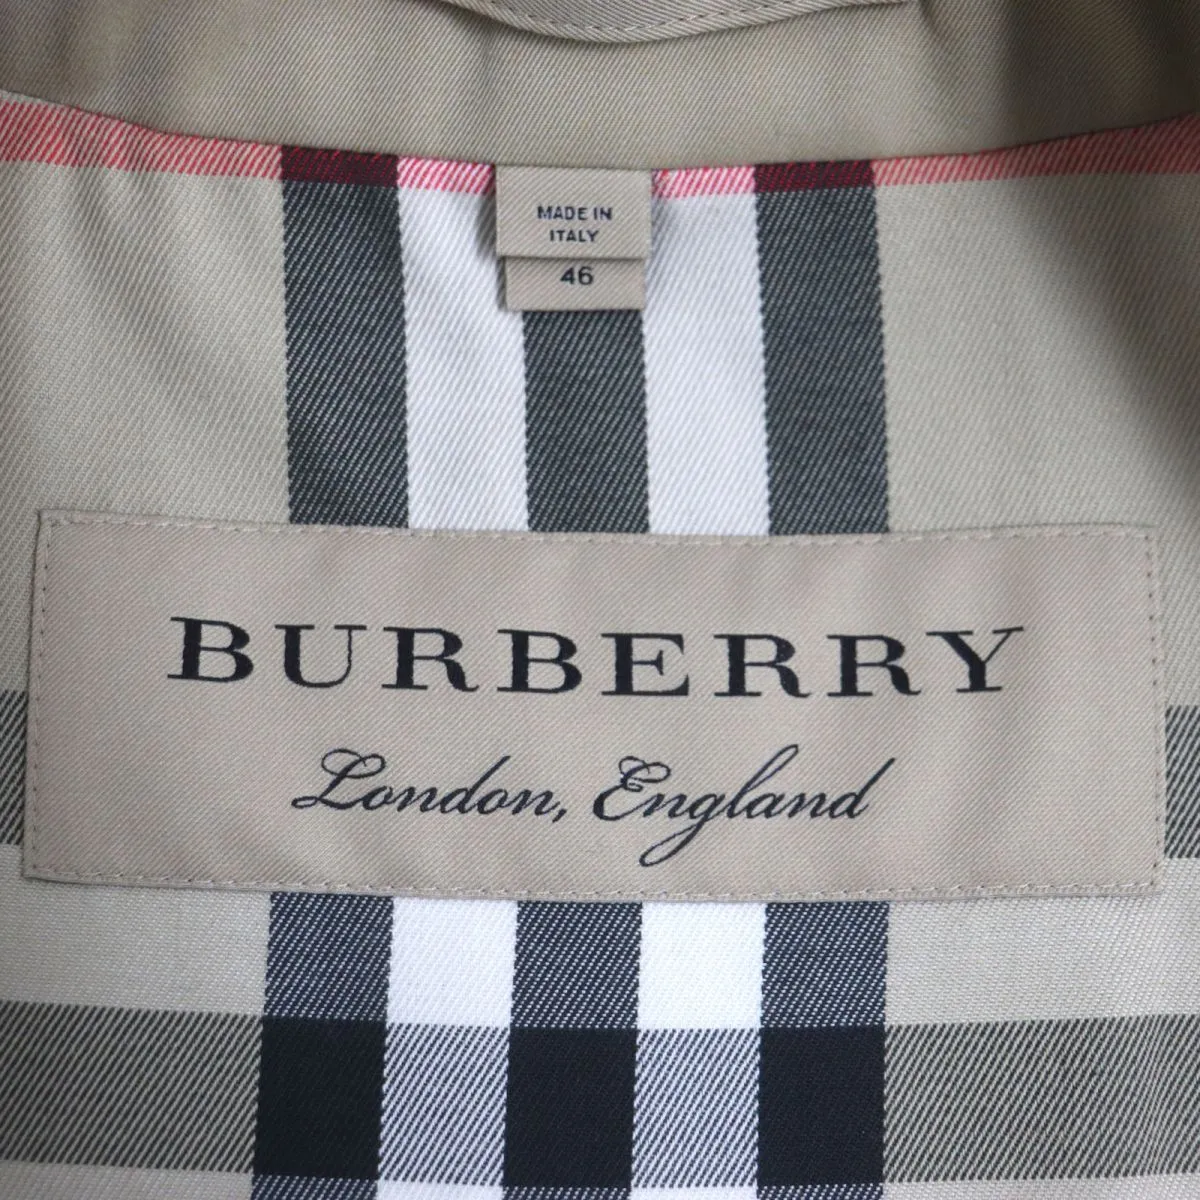 MADE IN
ITALY
46
BURBERRY
London, England